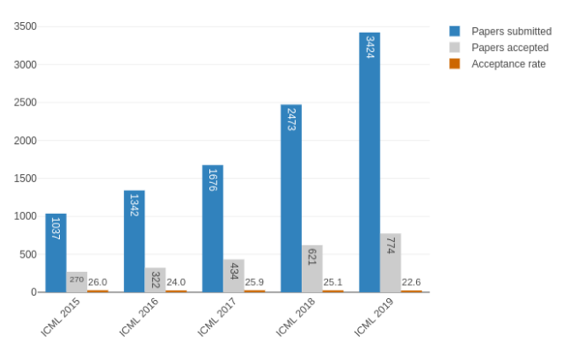 3500
3000
2500
2000
1500
1000
500
0
1037
270
26.0
1342
322
24.0
1676
434
25.9
2473
621
25.1
3424
774
22.6
ICML 2015
ICML 2016
ICML 2017
ICML 2018
ICML 2019
Papers submitted
Papers accepted
Acceptance rate